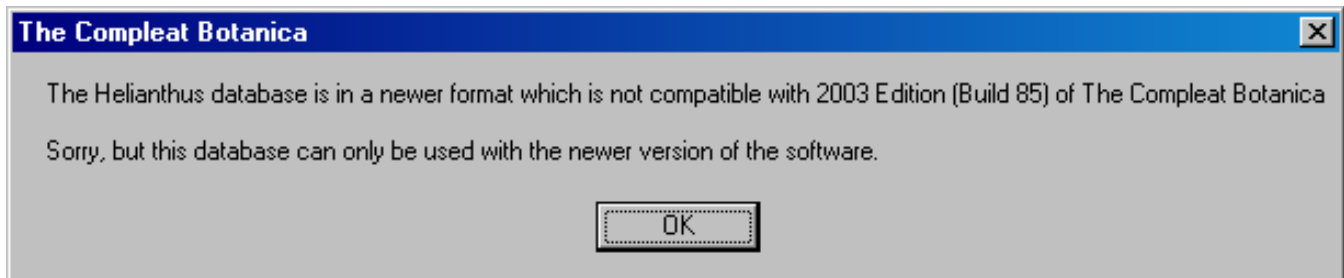 The Compleat Botanica
The Helianthus database is in a newer format which is not compatible with 2003 Edition (Build 85) of The Compleat Botanica
Sorry, but this database can only be used with the newer version of the software.
OK